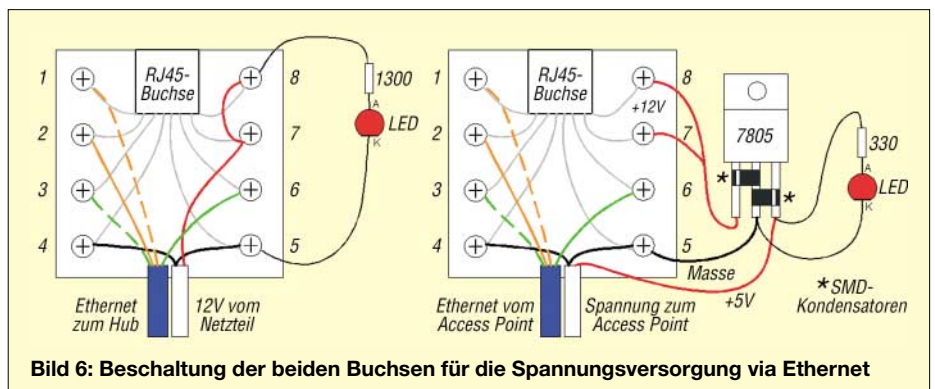 1
2
3
4
RJ45-
Buchse
8
7
6
5
1300
A
LED
K
Ethernet
zum Hub
12V vom
Netzteil
1
2
3
4
RJ45-
Buchse
+12V
8
7
6
5
Masse
7805
*
*
330
A
LED
K
+5V
Ethernet vom
Access Point
Spannung zum
Access Point
*SMD-
Kondensatoren
Bild 6: Beschaltung der beiden Buchsen für die Spannungsversorgung via Ethernet